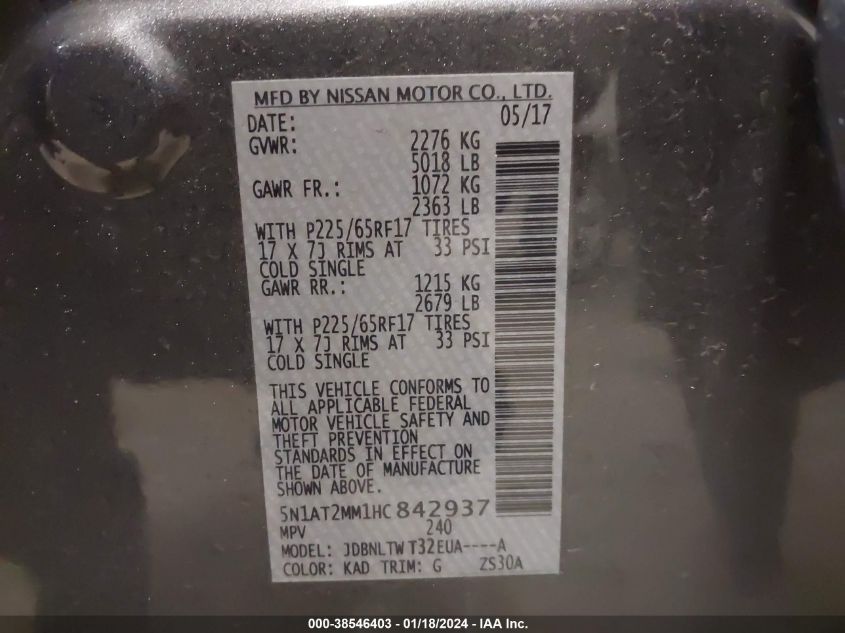 MFD BY NISSAN MOTOR CO., LTD.
DATE: 05/17
GVWR: 2276 KG
5018 LB
GAWR FR.: 1072 KG
2363 LB
WITH P225/65RF17 TIRES
17 X 7J RIMS AT 33 PSI
COLD SINGLE
GAWR RR.: 1215 KG
2679 LB
WITH P225/65RF17 TIRES
17 X 7J RIMS AT 33 PSI
COLD SINGLE
THIS VEHICLE CONFORMS TO
ALL APPLICABLE FEDERAL
MOTOR VEHICLE SAFETY AND
THEFT PREVENTION
STANDARDS IN EFFECT ON
THE DATE OF MANUFACTURE
SHOWN ABOVE.
5N1AT2MM1HC842937
MPV 240
MODEL: JDBNLTW T32EUA----A
COLOR: KAD TRIM: G ZS30A
000-38546403 - 01/18/2024 - IAA Inc.